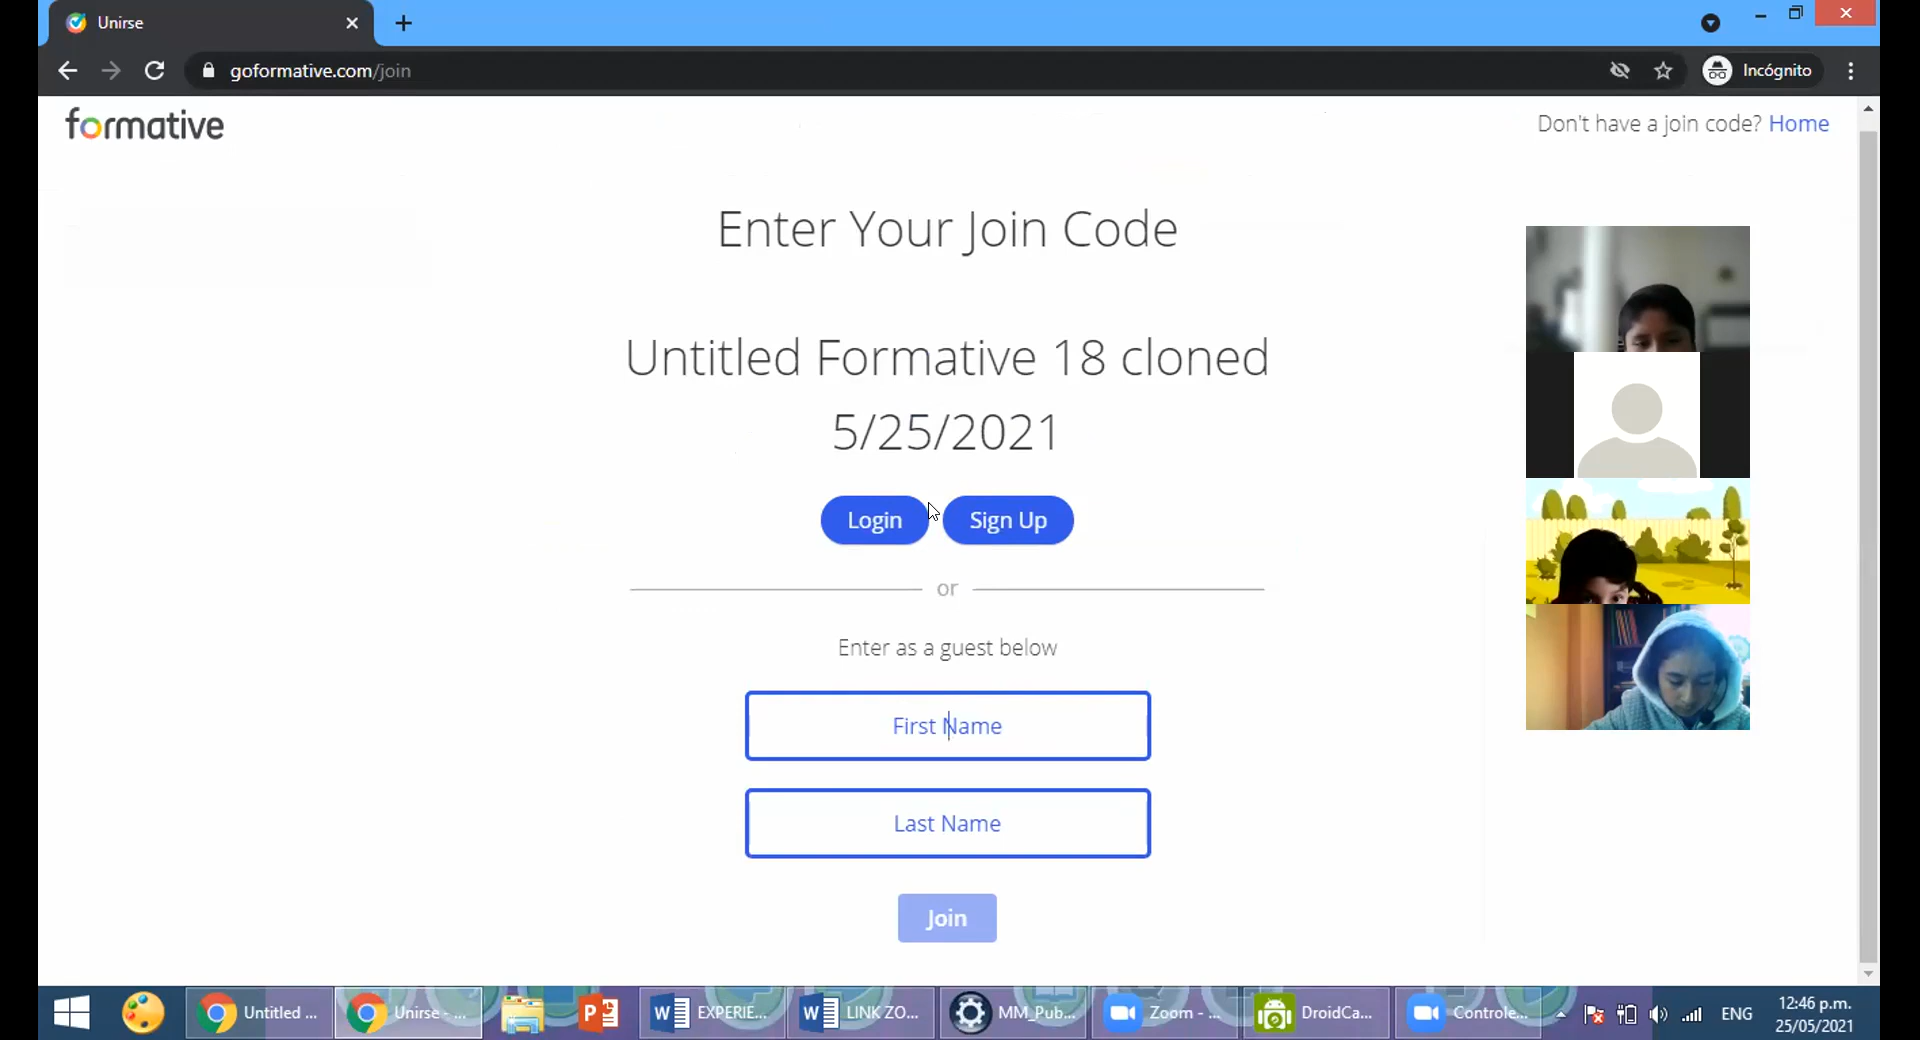 Unirse
goformative.com/join
Incógnito
formative
Don't have a join code? Home
Enter Your Join Code
Untitled Formative 18 cloned
5/25/2021
Login
Sign Up
or
Enter as a guest below
First Name
Last Name
Join
Untitled ...
Unirse - ...
EXPERIE...
LINK ZO...
MM_Pub...
Zoom - ...
DroidCa...
Controle...
ENG
12:46 p.m.
25/05/2021